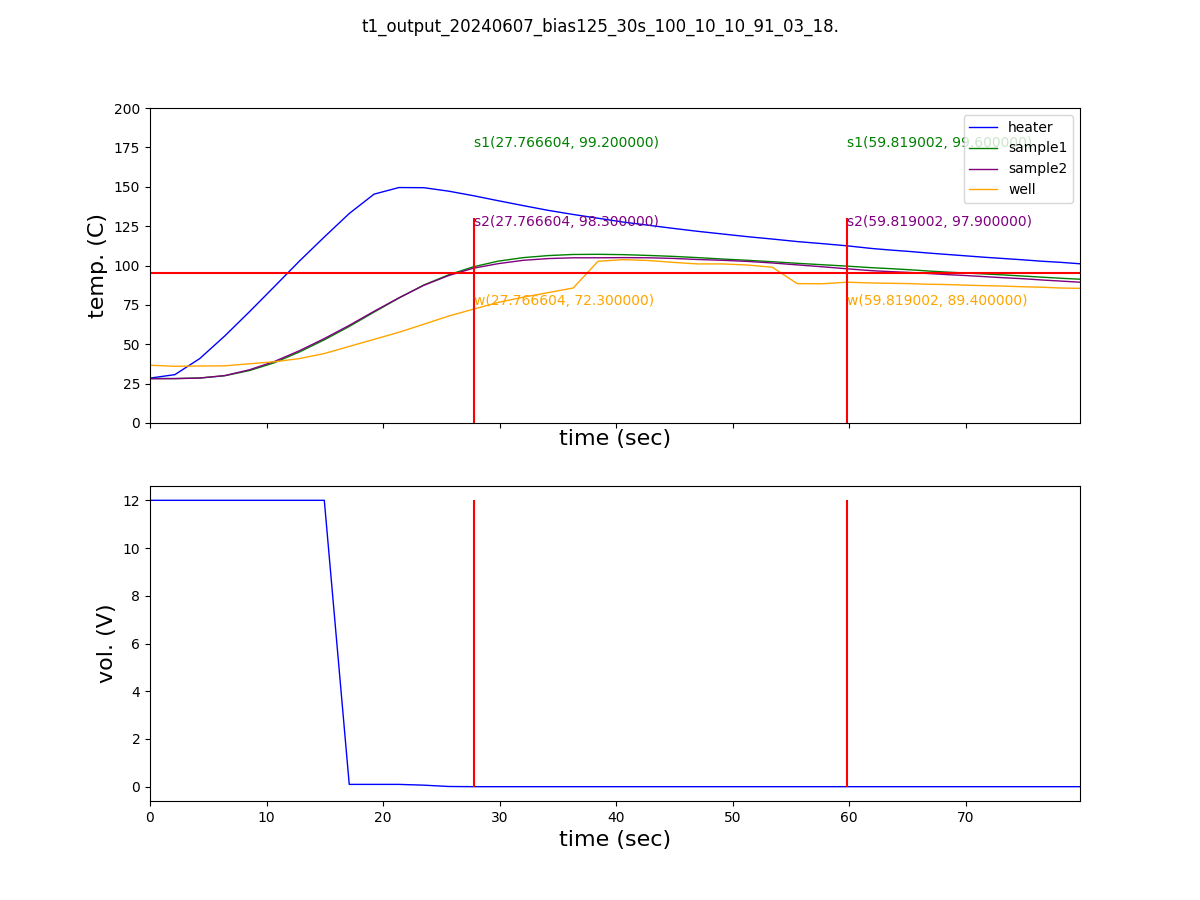 t1_output_20240607_bias125_30s_100_10_10_91_03_18.
200
175
150
125
100
75
50
25
0
temp. (C)
s1(27.766604, 99.200000)
s1(59.819002, 99.600000)
s2(27.766604, 98.300000)
s2(59.819002, 97.900000)
w(27.766604, 72.300000)
w(59.819002, 89.400000)
heater
sample1
sample2
well
time (sec)
12
10
8
6
4
2
0
vol. (V)
0 10 20 30 40 50 60 70
time (sec)